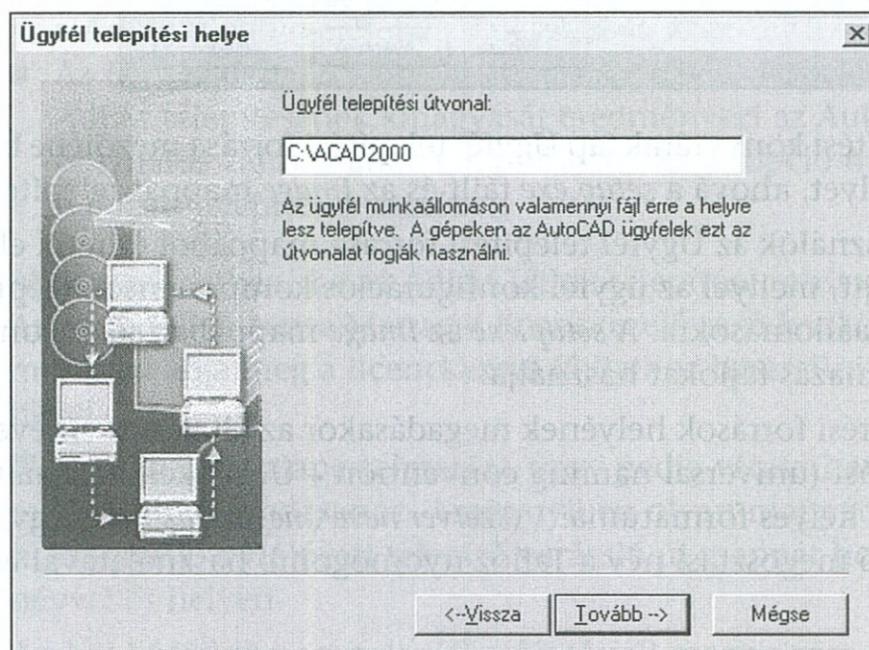 Ügyfél telepítési helye
Ügyfél telepítési útvonal:
C:\ACAD2000
Az ügyfél munkaállomáson valamennyi fájl erre a helyre
lesz telepítve. A gépeken az AutoCAD ügyfelek ezt az
útvonalat fogják használni.
<--Vissza
Tovább -->
Mégse